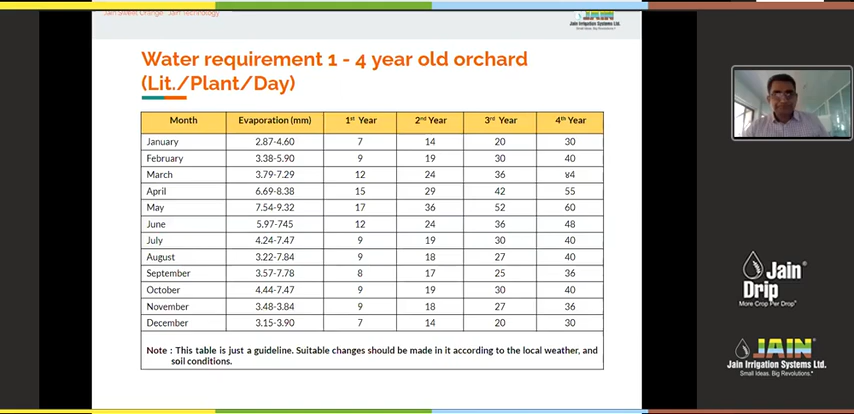 Jain Sweet Orange- Jain Technology
Jain Irrigation Systems Ltd.
Small Ideas. Big Revolutions.®
Water requirement 1 - 4 year old orchard
(Lit./Plant/Day)
Month Evaporation (mm) 1st Year 2nd Year 3rd Year 4th Year
January 2.87-4.60 7 14 20 30
February 3.38-5.90 9 19 30 40
March 3.79-7.29 12 24 36 84
April 6.69-8.38 15 29 42 55
May 7.54-9.32 17 36 52 60
June 5.97-745 12 24 36 48
July 4.24-7.47 9 19 30 40
August 3.22-7.84 9 18 27 40
September 3.57-7.78 8 17 25 36
October 4.44-7.47 9 19 30 40
November 3.48-3.84 9 18 27 36
December 3.15-3.90 7 14 20 30
Note : This table is just a guideline. Suitable changes should be made in it according to the local weather, and
soil conditions.
Jain®
Drip
More Crop Per Drop®
JAIN®
Jain Irrigation Systems Ltd.
Small Ideas. Big Revolutions.®